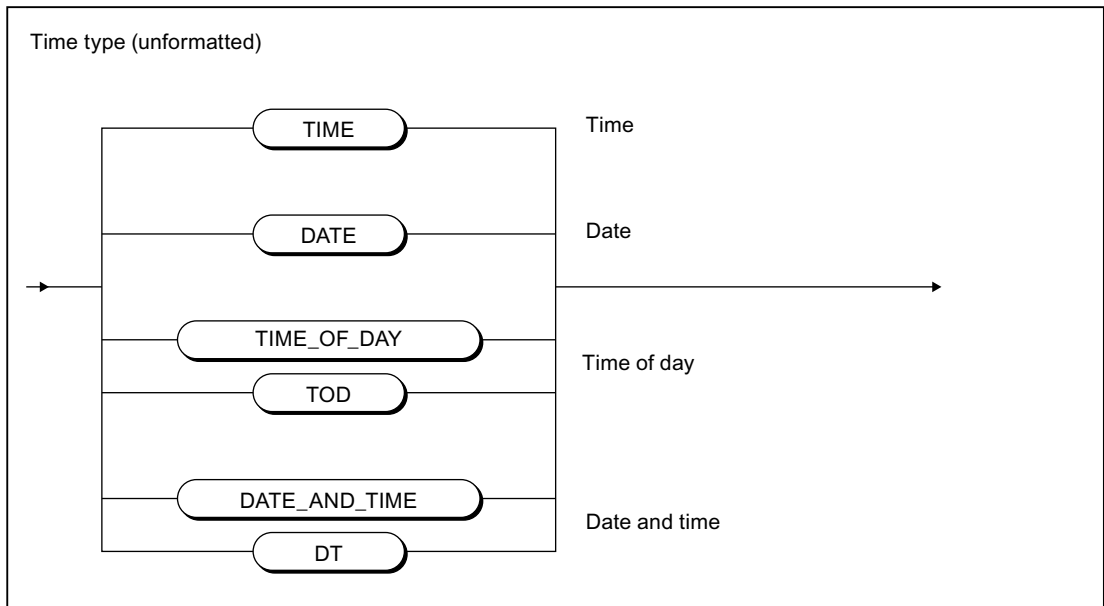 Time type (unformatted)
TIME
Time
DATE
Date
TIME_OF_DAY
TOD
Time of day
DATE_AND_TIME
DT
Date and time